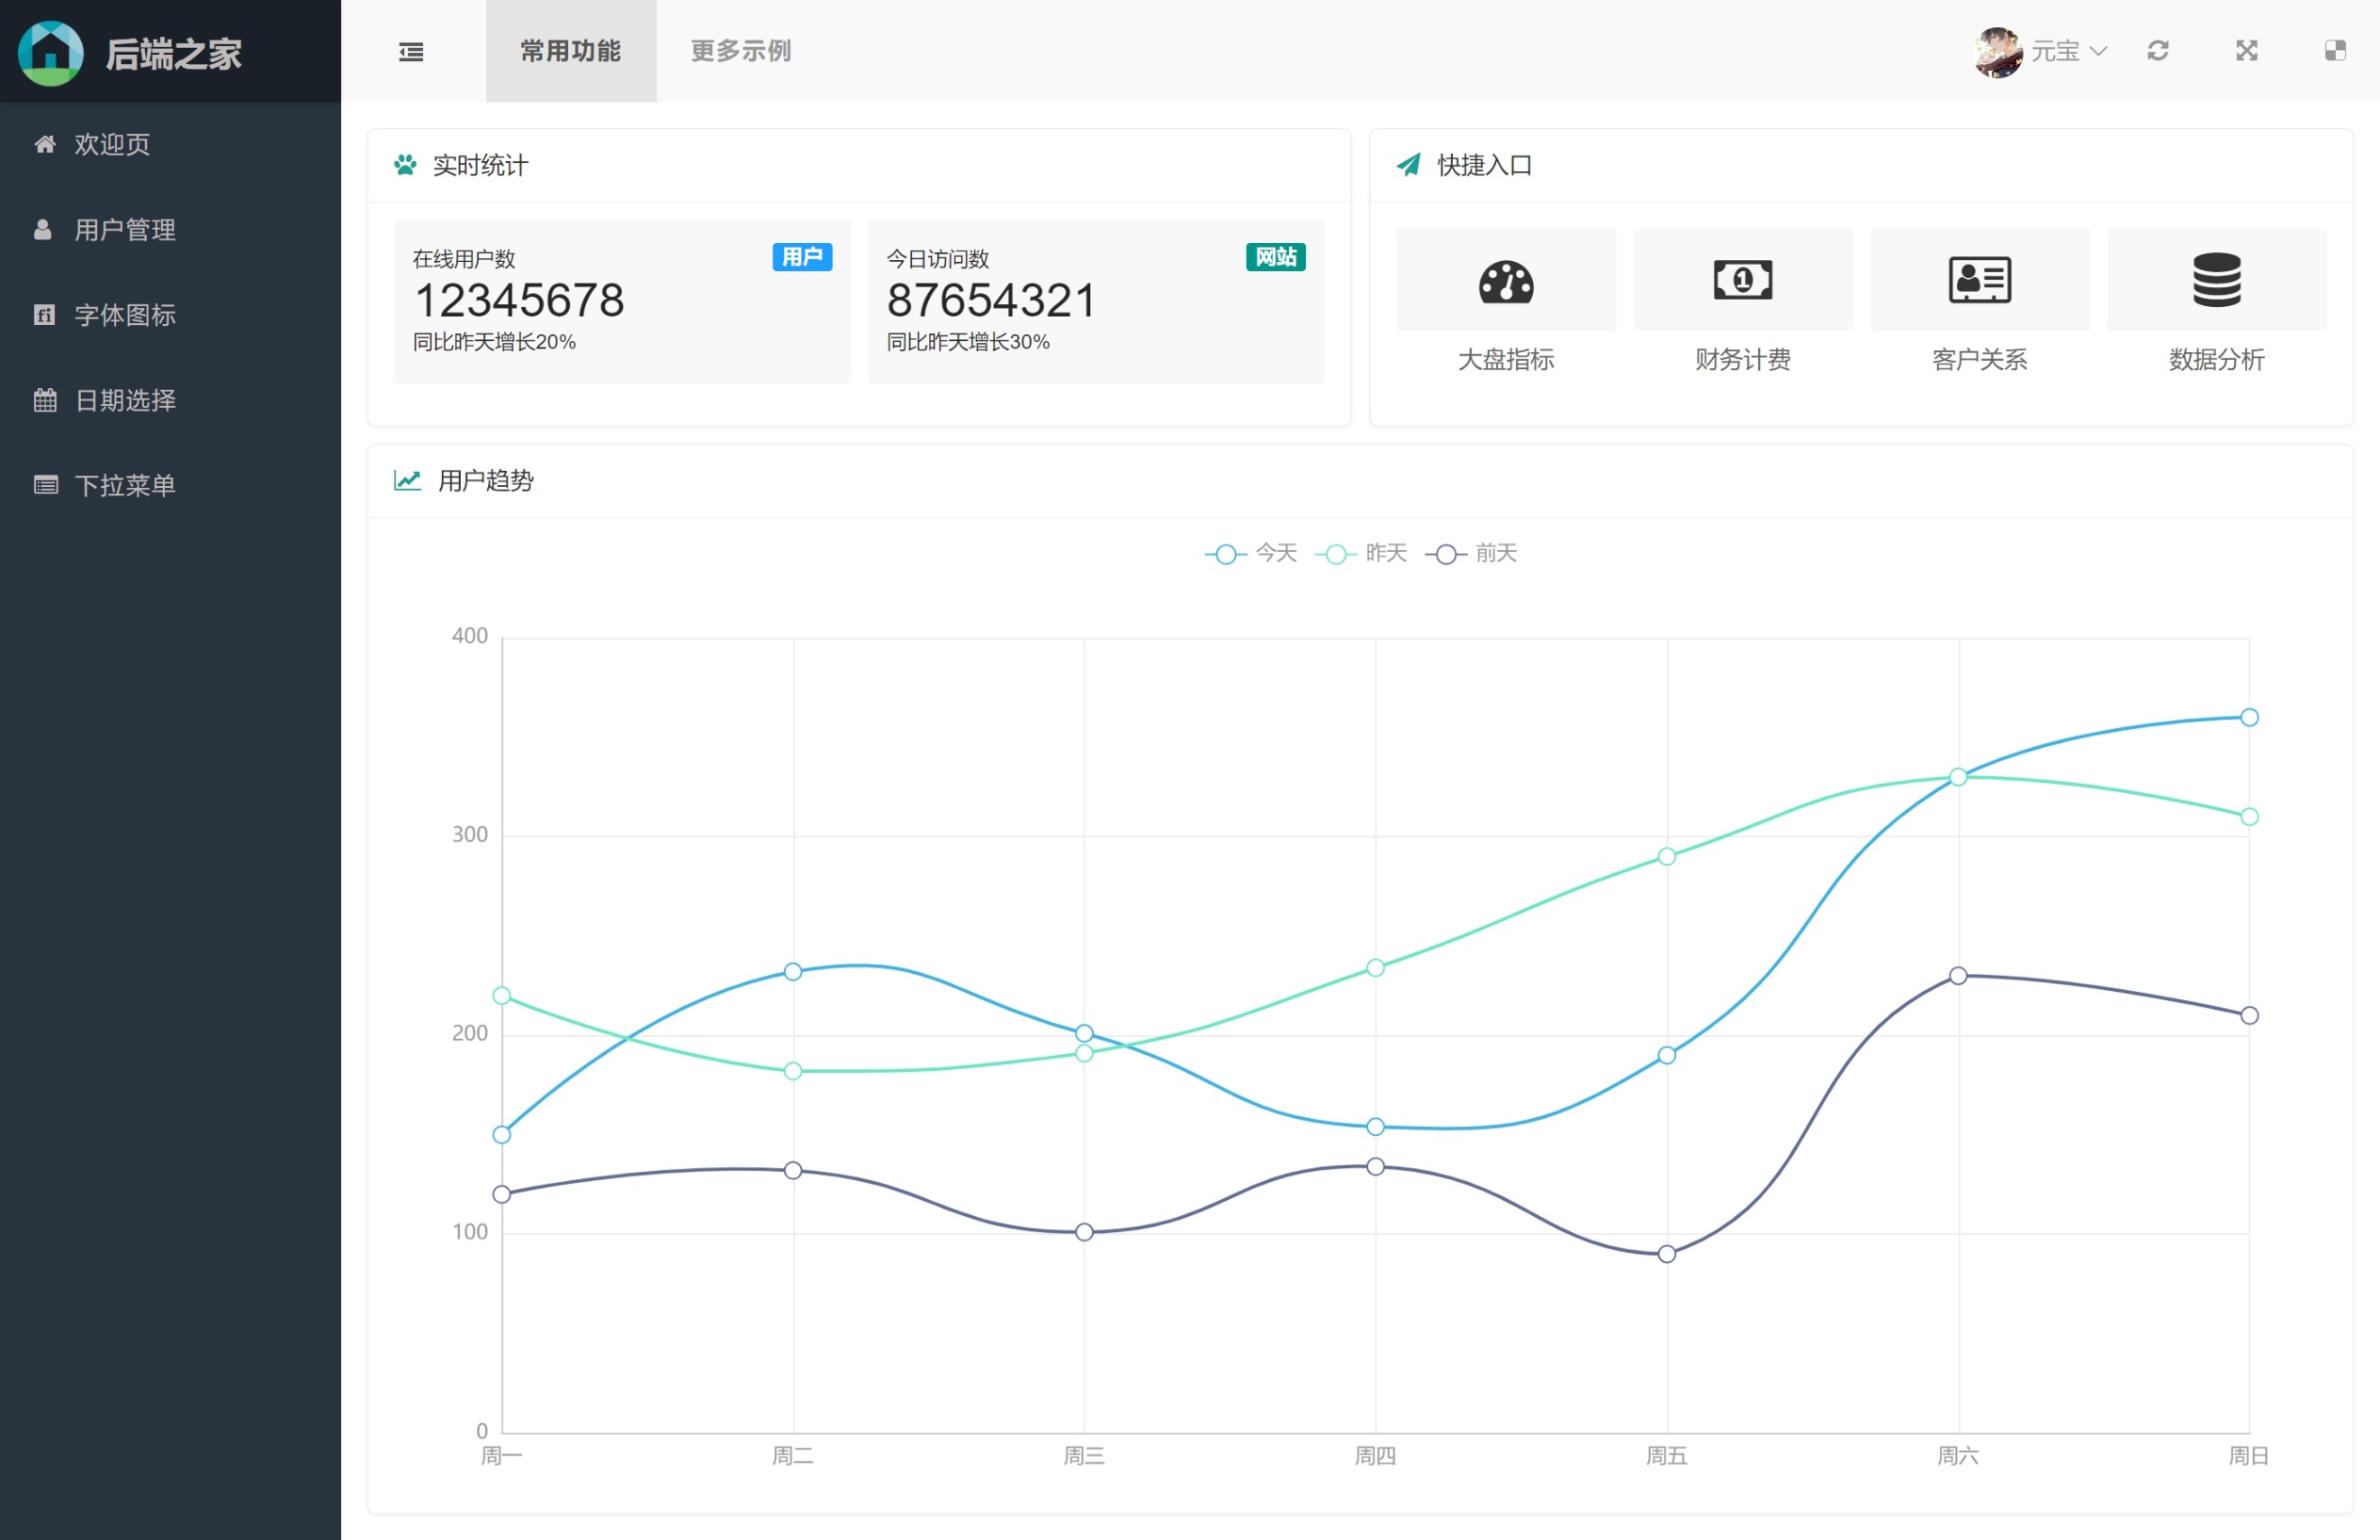 后端之家
常用功能
更多示例
元宝
欢迎页
用户管理
字体图标
日期选择
下拉菜单
实时统计
在线用户数
用户
12345678
同比昨天增长20%
今日访问数
网站
87654321
同比昨天增长30%
快捷入口
大盘指标
财务计费
客户关系
数据分析
用户趋势
今天 昨天 前天
400
300
200
100
0
周一 周二 周三 周四 周五 周六 周日